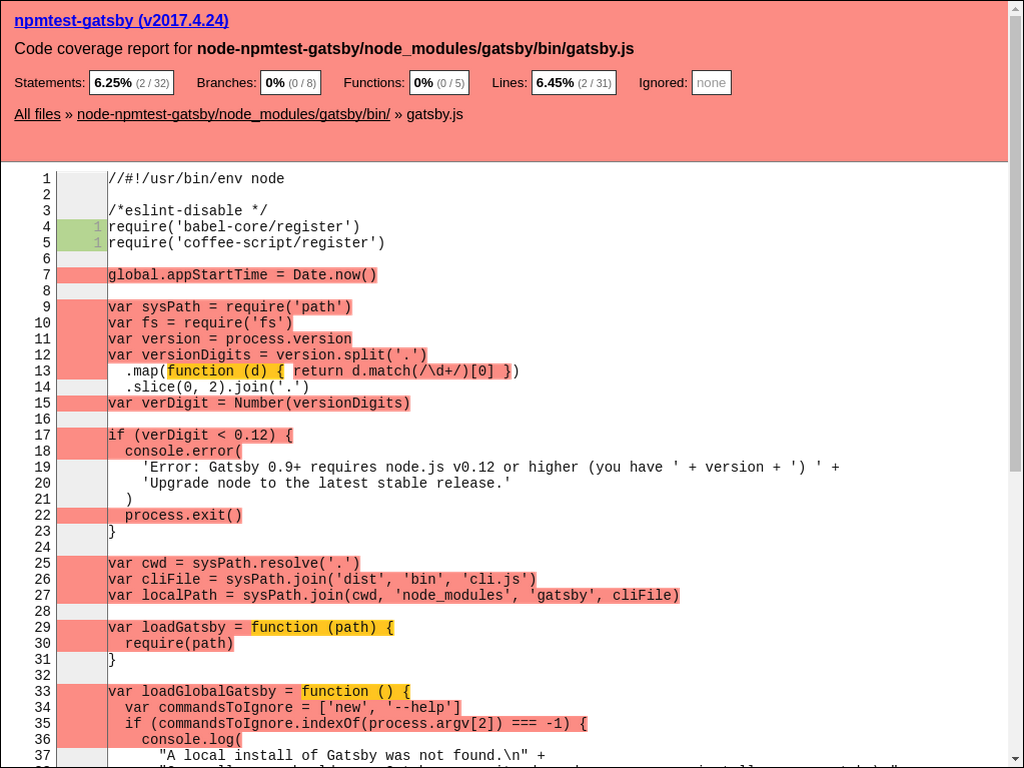 npmtest-gatsby (v2017.4.24)
Code coverage report for node-npmtest-gatsby/node_modules/gatsby/bin/gatsby.js
Statements: 6.25% (2 / 32) Branches: 0% (0 / 8) Functions: 0% (0 / 5) Lines: 6.45% (2 / 31) Ignored: none
All files » node-npmtest-gatsby/node_modules/gatsby/bin/ » gatsby.js
1 //#!/usr/bin/env node
2
3 /*eslint-disable */
4 1 require('babel-core/register')
5 1 require('coffee-script/register')
6
7 global.appStartTime = Date.now()
8
9 var sysPath = require('path')
10 var fs = require('fs')
11 var version = process.version
12 var versionDigits = version.split('.')
13 .map(function (d) { return d.match(/\d+/)[0] })
14 .slice(0, 2).join('.')
15 var verDigit = Number(versionDigits)
16
17 if (verDigit < 0.12) {
18 console.error(
19 'Error: Gatsby 0.9+ requires node.js v0.12 or higher (you have ' + version + ') ' +
20 'Upgrade node to the latest stable release.'
21 )
22 process.exit()
23 }
24
25 var cwd = sysPath.resolve('.')
26 var cliFile = sysPath.join('dist', 'bin', 'cli.js')
27 var localPath = sysPath.join(cwd, 'node_modules', 'gatsby', cliFile)
28
29 var loadGatsby = function (path) {
30 require(path)
31 }
32
33 var loadGlobalGatsby = function () {
34 var commandsToIgnore = ['new', '--help']
35 if (commandsToIgnore.indexOf(process.argv[2]) === -1) {
36 console.log(
37 "A local install of Gatsby was not found.\n" +